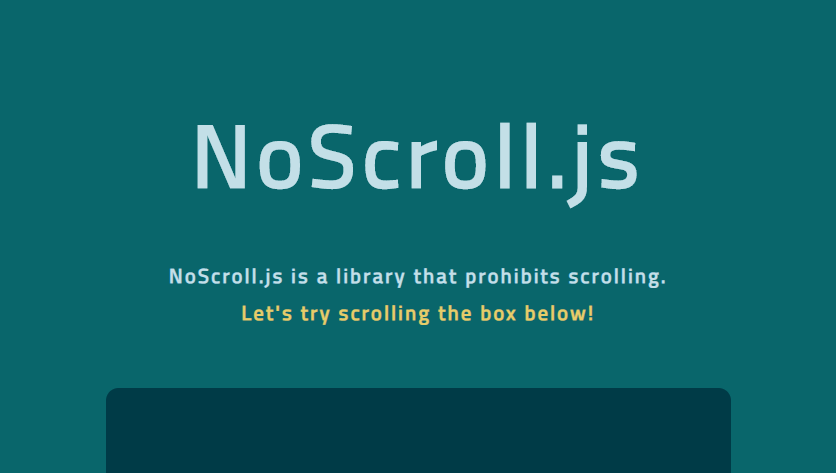 NoScroll.js
NoScroll.js is a library that prohibits scrolling.
Let's try scrolling the box below!